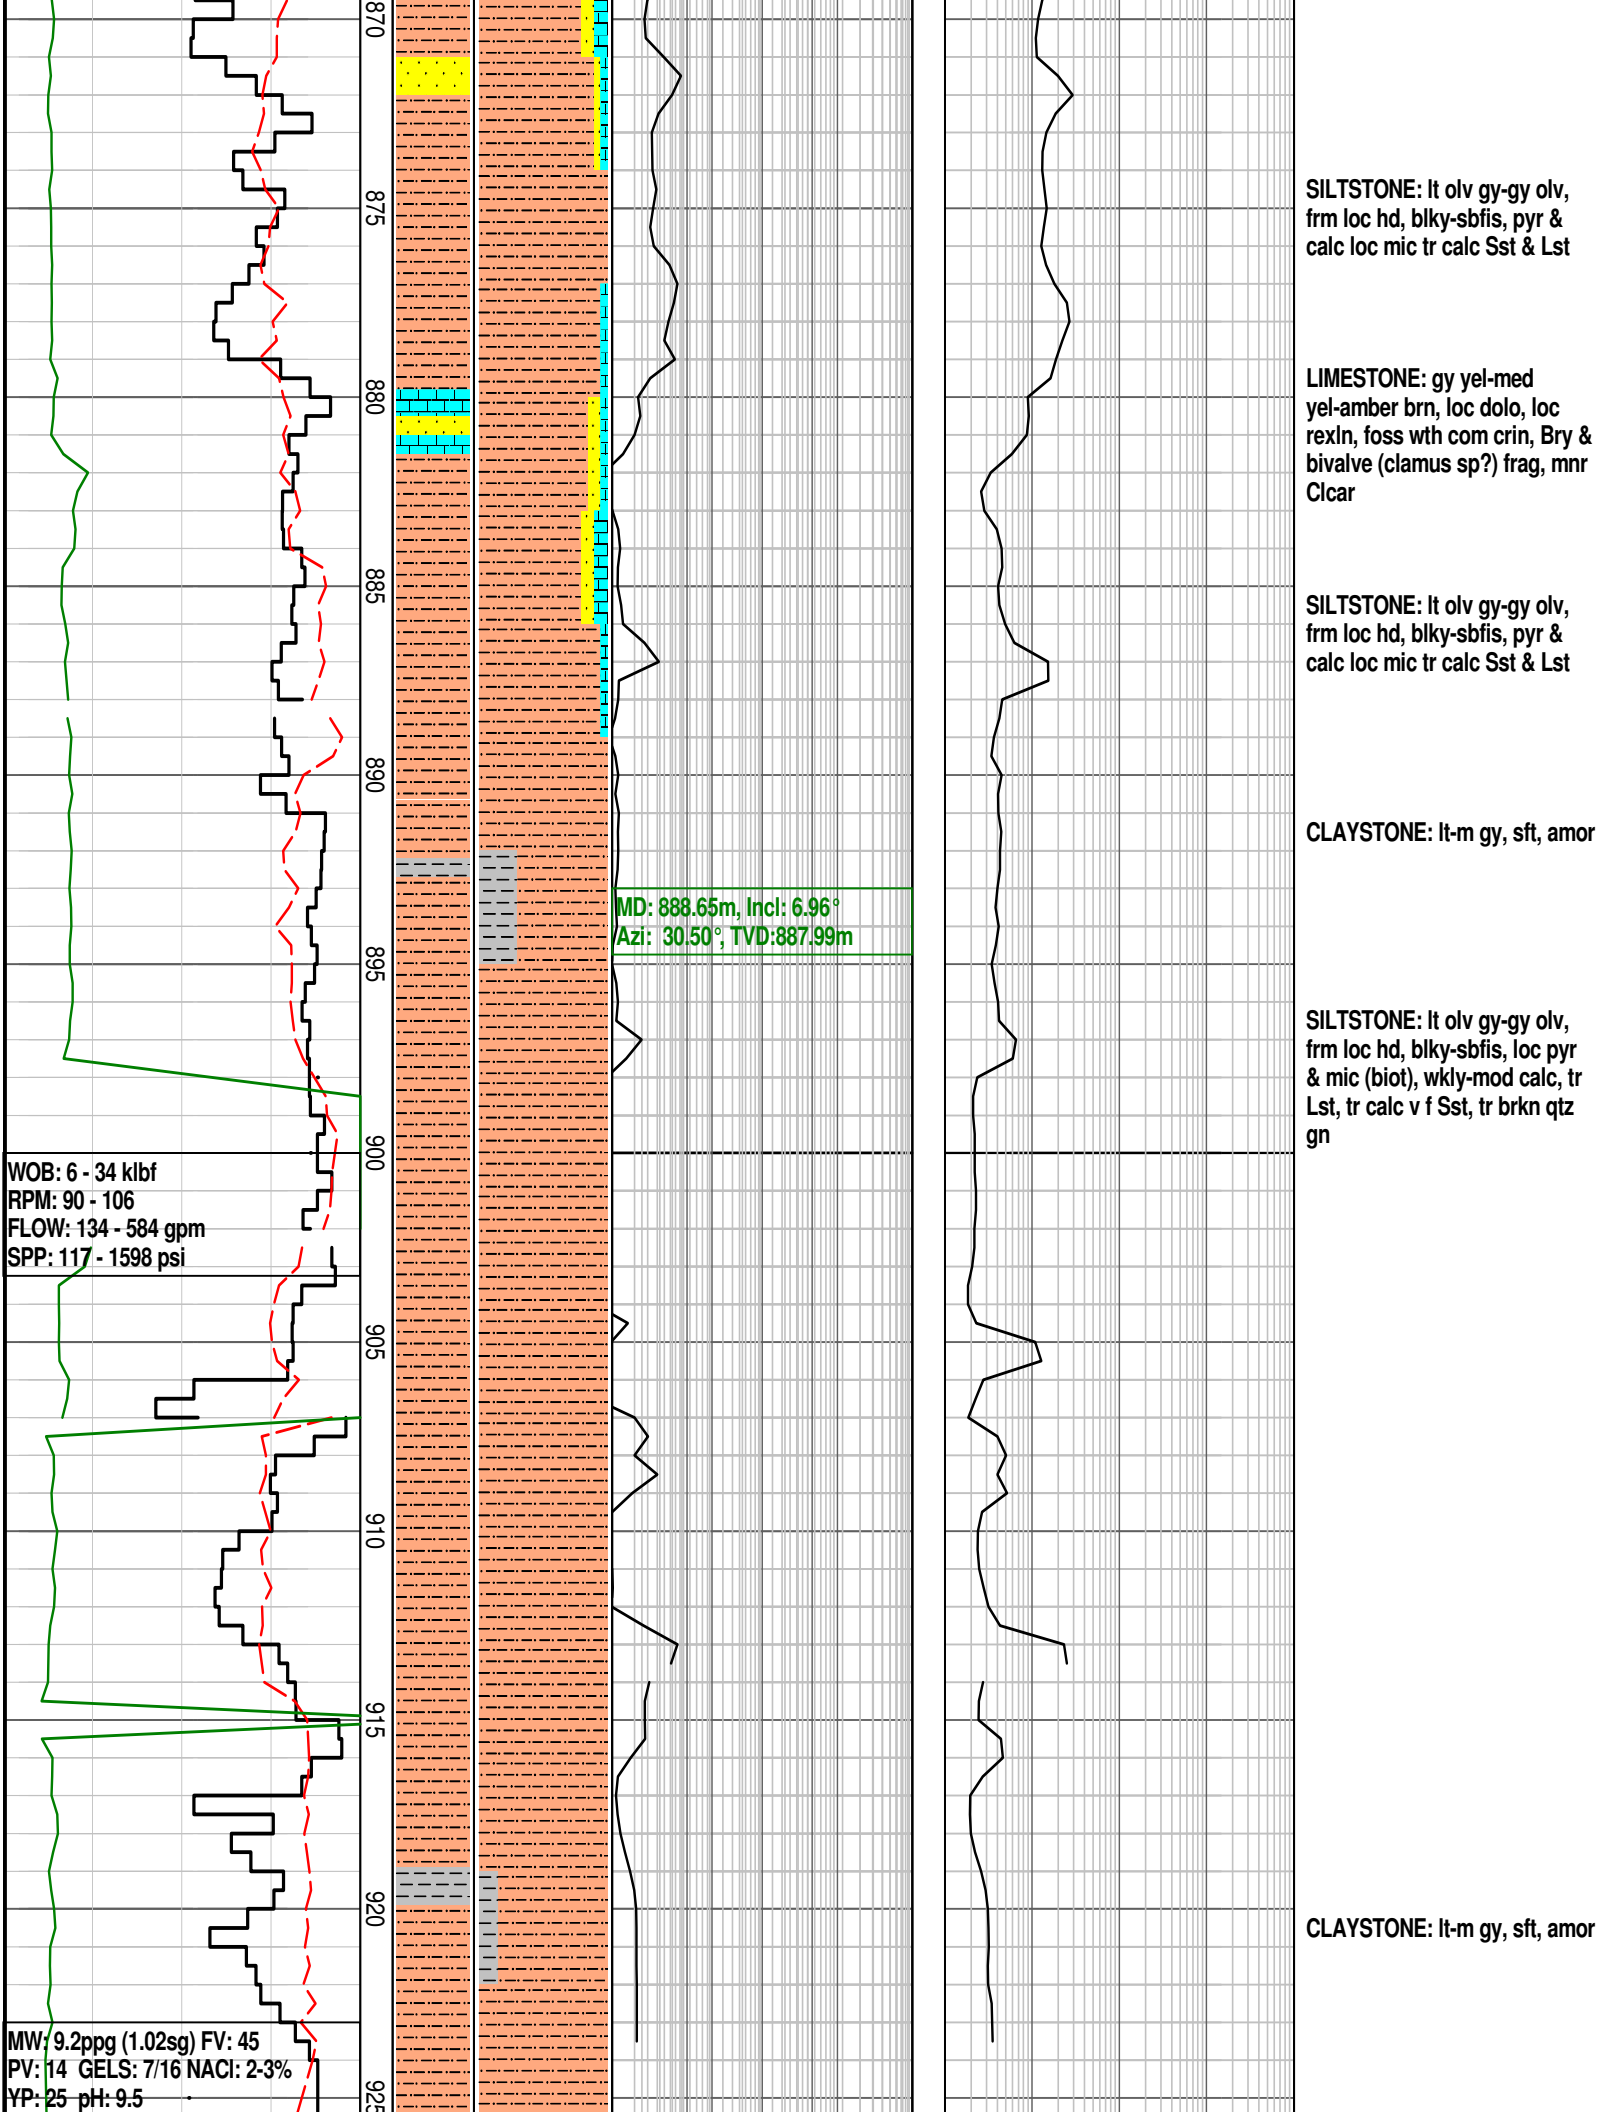 870
SILTSTONE: lt olv gy-gy olv,
frm loc hd, blky-sbfis, pyr &
calc loc mic tr calc Sst & Lst
875
LIMESTONE: gy yel-med
yel-amber brn, loc dolo, loc
rexln, foss wth com crin, Bry &
bivalve (clamus sp?) frag, mnr
Clcar
880
SILTSTONE: lt olv gy-gy olv,
frm loc hd, blky-sbfis, pyr &
calc loc mic tr calc Sst & Lst
885
890
CLAYSTONE: lt-m gy, sft, amor
MD: 888.65m, Incl: 6.96°
Azi: 30.50°, TVD:887.99m
895
SILTSTONE: lt olv gy-gy olv,
frm loc hd, blky-sbfis, loc pyr
& mic (biot), wkly-mod calc, tr
Lst, tr calc v f Sst, tr brkn qtz
gn
900
WOB: 6 - 34 klbf
RPM: 90 - 106
FLOW: 134 - 584 gpm
SPP: 117 - 1598 psi
905
910
915
920
CLAYSTONE: lt-m gy, sft, amor
MW: 9.2ppg (1.02sg) FV: 45
PV: 14 GELS: 7/16 NACl: 2-3%
YP: 25 pH: 9.5
925